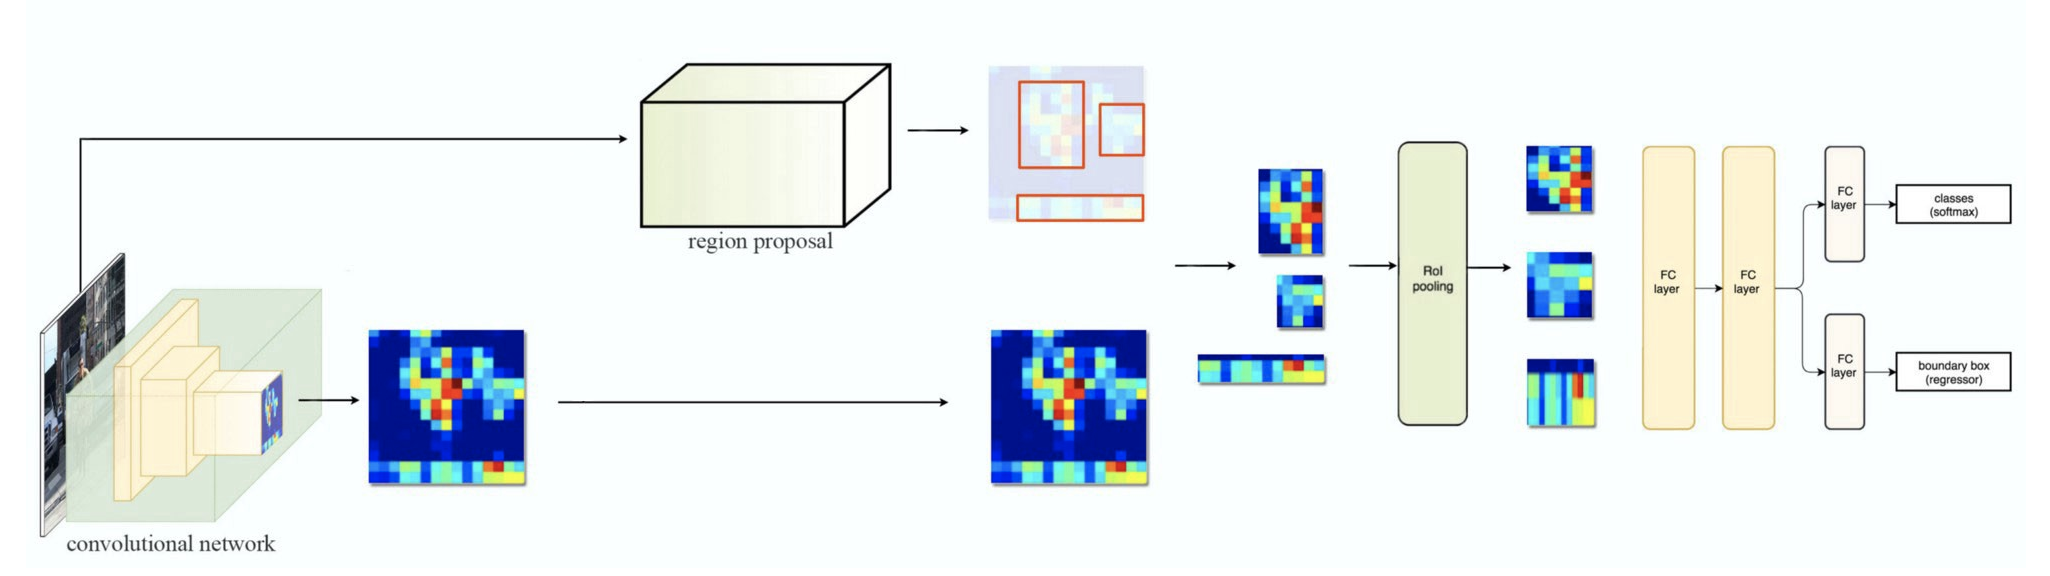 region proposal
convolutional network
RoI
pooling
FC
layer
FC
layer
FC
layer
classes
(softmax)
FC
layer
boundary box
(regressor)